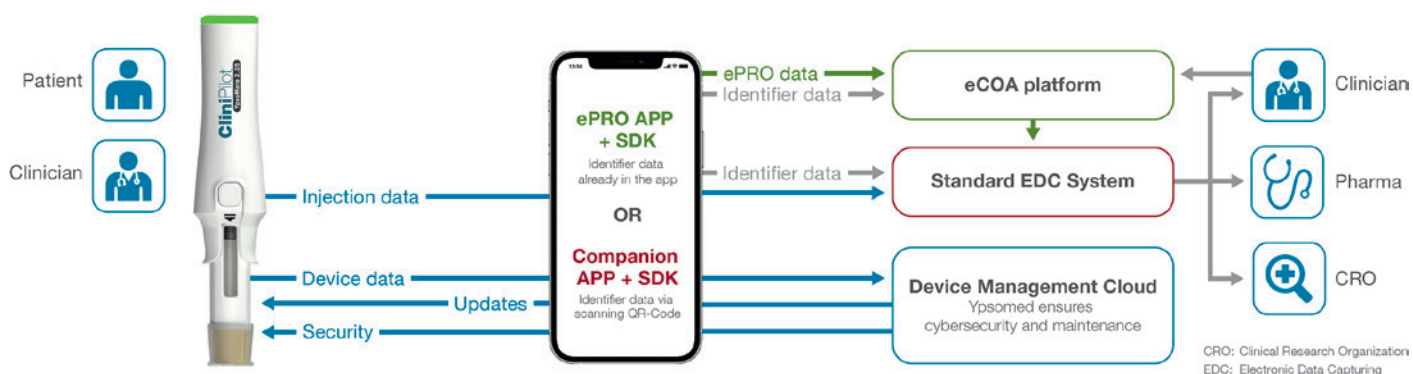 Patient
Clinician
CliniPilot
Injection data
Device data
Updates
Security
13:34
ePRO APP
+ SDK
Identifier data
already in the app
OR
Companion
APP + SDK
Identifier data via
scanning QR-Code
ePRO data
Identifier data
Identifier data
eCOA platform
Standard EDC System
Device Management Cloud
Ypsomed ensures
cybersecurity and maintenance
Clinician
Pharma
CRO
CRO: Clinical Research Organization
EDC: Electronic Data Capturing